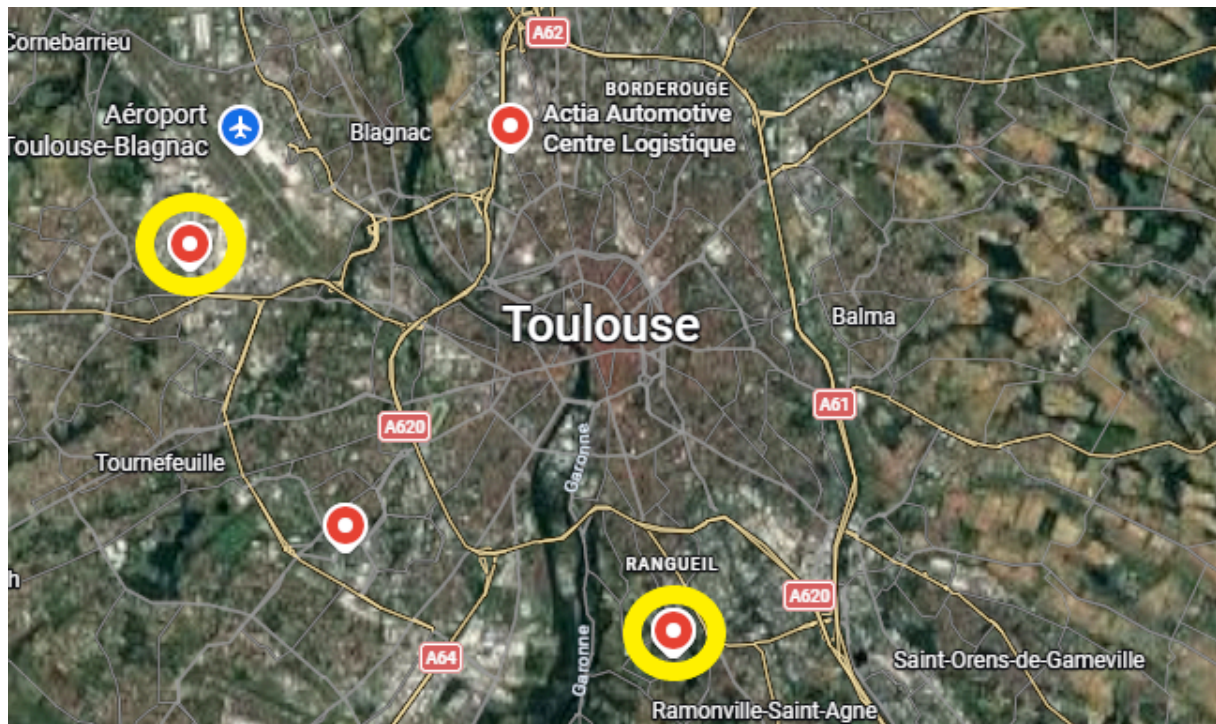 A62
Cornebarrieu
BORDEROUGE
Aéroport
Toulouse-Blagnac
Blagnac
Actia Automotive
Centre Logistique
Toulouse
Balma
A61
A620
Garonne
Tournefeuille
RANGUEIL
A620
h
A64
Garonne
Saint-Orens-de-Gameville
Ramonville-Saint-Agne